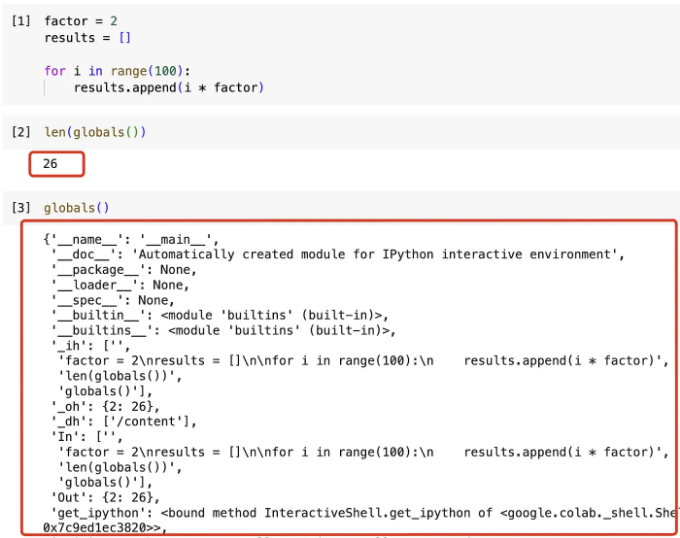 [1] factor = 2
results = []
for i in range(100):
results.append(i * factor)
[2] len(globals())
26
[3] globals()
{'__name__': '__main__',
'__doc__': 'Automatically created module for IPython interactive environment',
'__package__': None,
'__loader__': None,
'__spec__': None,
'__builtin__': <module 'builtins' (built-in)>,
'__builtins__': <module 'builtins' (built-in)>,
'_ih': ['',
'factor = 2\nresults = []\n\nfor i in range(100):\n    results.append(i * factor)',
'len(globals())',
'globals()'],
'_oh': {2: 26},
'_dh': ['/content'],
'In': ['',
'factor = 2\nresults = []\n\nfor i in range(100):\n    results.append(i * factor)',
'len(globals())',
'globals()'],
'Out': {2: 26},
'get_ipython': <bound method InteractiveShell.get_ipython of <google.colab._shell.She
0x7c9ed1ec3820>>,